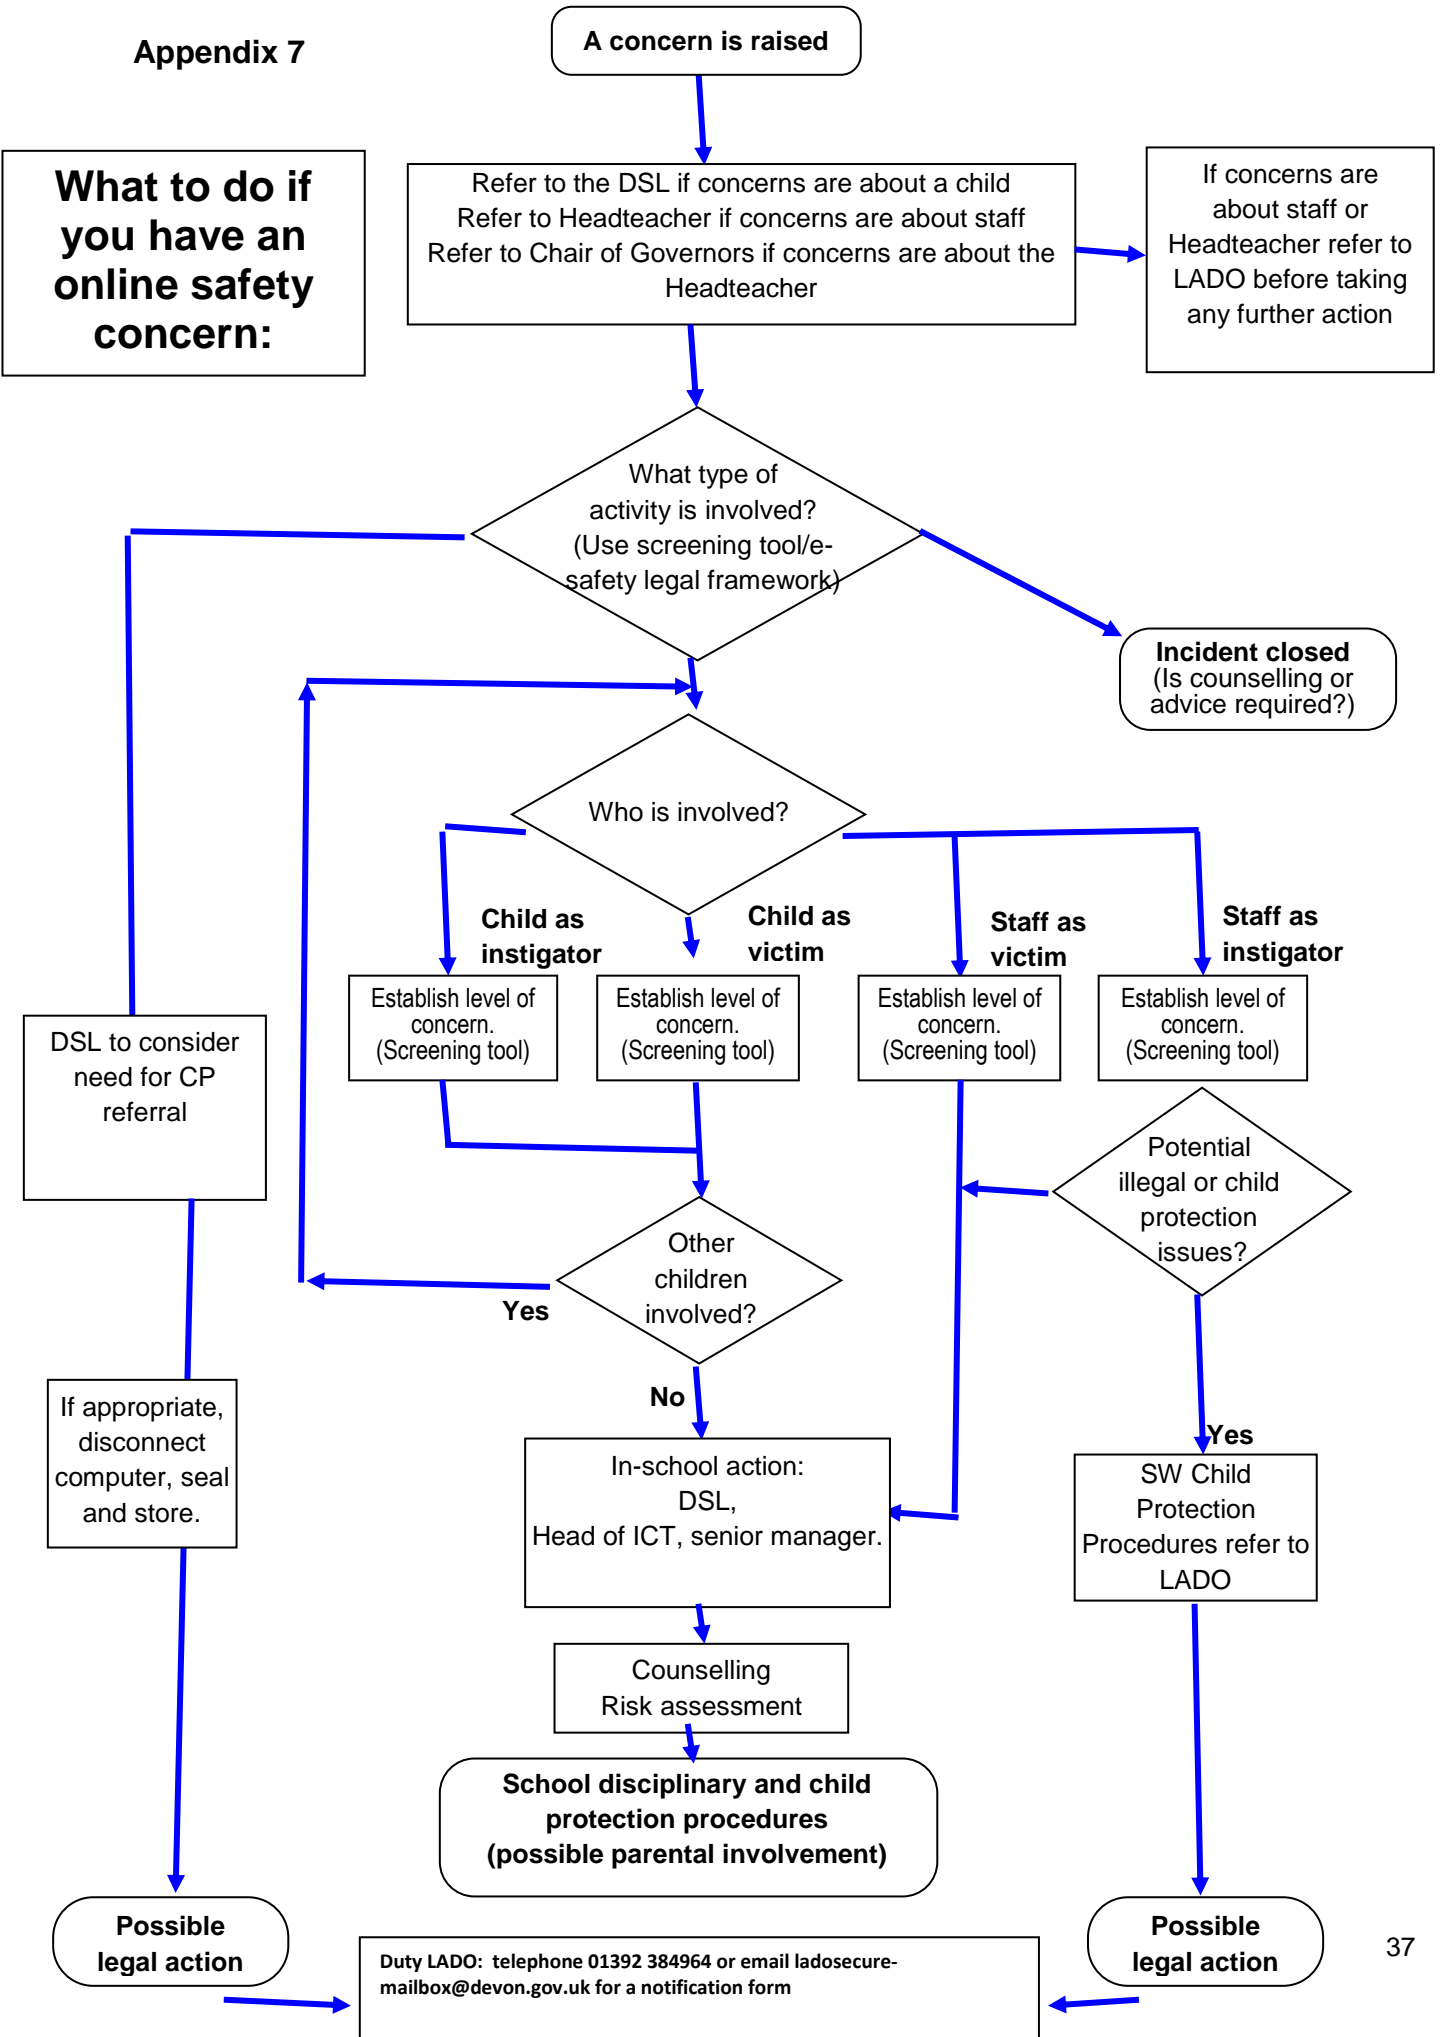 Appendix 7
A concern is raised
What to do if
you have an
online safety
concern:
Refer to the DSL if concerns are about a child
Refer to Headteacher if concerns are about staff
Refer to Chair of Governors if concerns are about the
Headteacher
If concerns are
about staff or
Headteacher refer to
LADO before taking
any further action
What type of
activity is involved?
(Use screening tool/e-
safety legal framework)
Incident closed
(Is counselling or
advice required?)
Who is involved?
Child as
instigator
Child as
victim
Staff as
victim
Staff as
instigator
Establish level of
concern.
(Screening tool)
Establish level of
concern.
(Screening tool)
Establish level of
concern.
(Screening tool)
Establish level of
concern.
(Screening tool)
DSL to consider
need for CP
referral
Potential
illegal or child
protection
issues?
Other
children
involved?
Yes
No
If appropriate,
disconnect
computer, seal
and store.
In-school action:
DSL,
Head of ICT, senior manager.
Yes
SW Child
Protection
Procedures refer to
LADO
Counselling
Risk assessment
School disciplinary and child
protection procedures
(possible parental involvement)
Possible
legal action
Possible
legal action
Duty LADO:  telephone 01392 384964 or email ladosecure-
mailbox@devon.gov.uk for a notification form
37